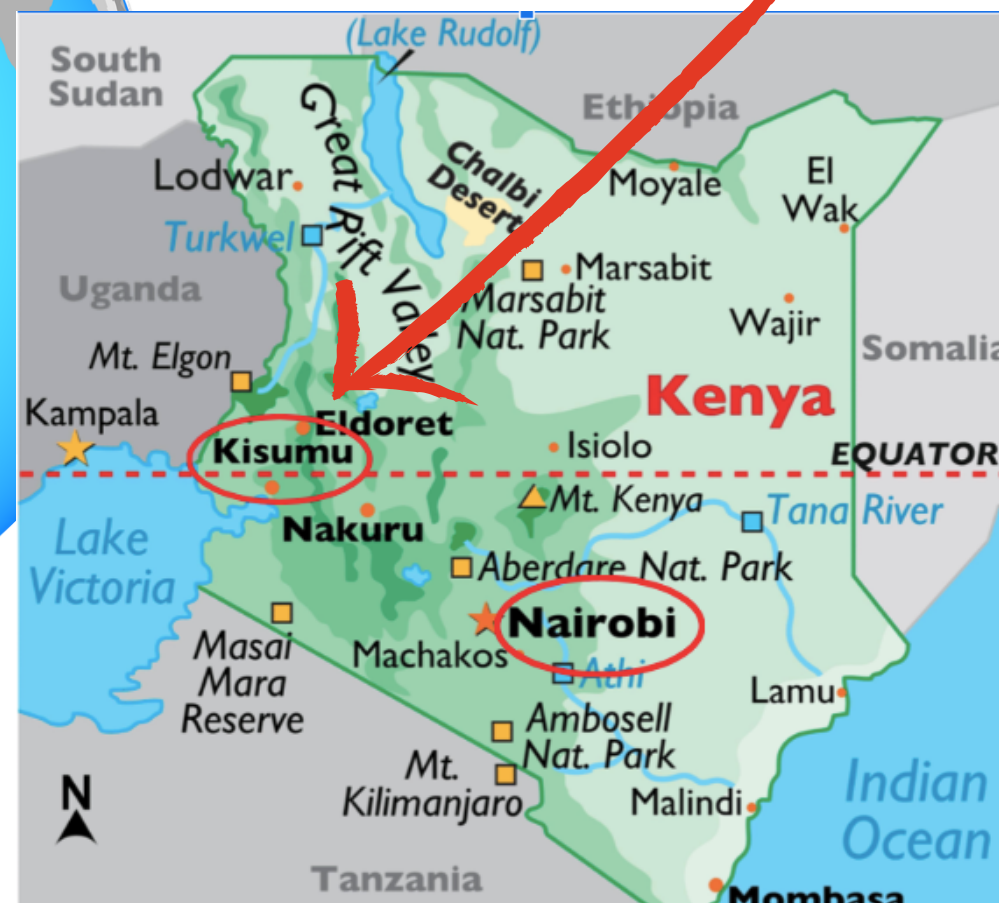 (Lake Rudolf)
South
Sudan
Ethiopia
Great Rift Valley
Chalbi
Desert
Lodwar
Moyale
El
Wak
Turkwel
Marsabit
Marsabit
Nat. Park
Uganda
Wajir
Somalia
Mt. Elgon
Kenya
Kampala
Eldoret
Kisumu
Isiolo
EQUATOR
Mt. Kenya
Tana River
Nakuru
Lake
Victoria
Aberdare Nat. Park
Nairobi
Masai
Mara
Reserve
Machakos
Athi
Lamu
Ambosell
Nat. Park
Mt.
Kilimanjaro
Malindi
Indian
Ocean
N
Tanzania
Mombasa